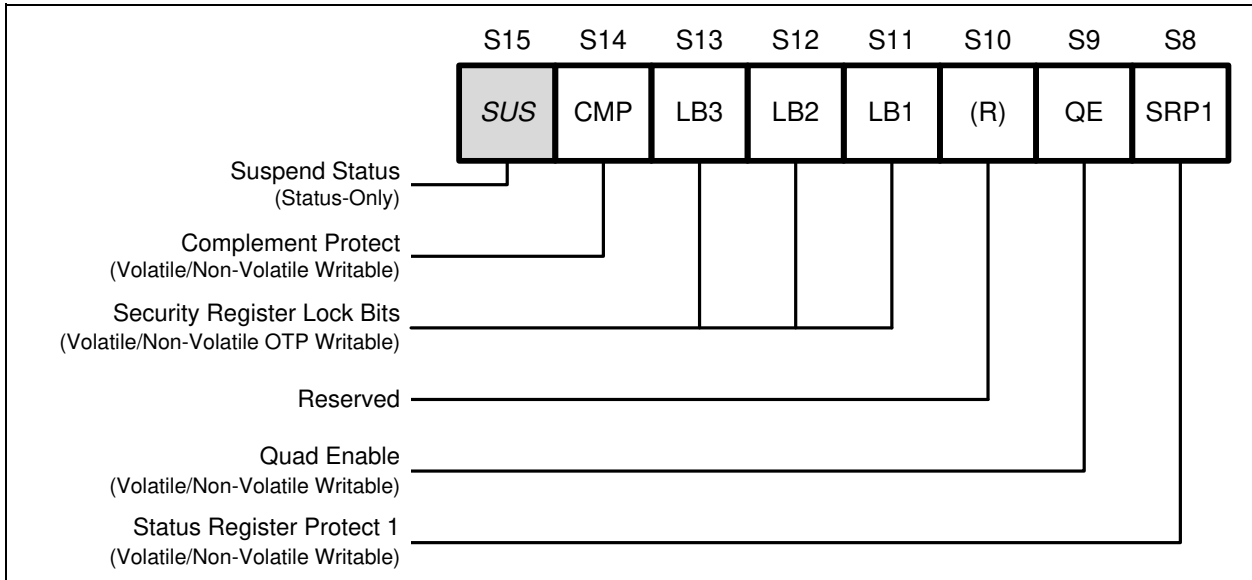 S15 S14 S13 S12 S11 S10 S9 S8
SUS CMP LB3 LB2 LB1 (R) QE SRP1
Suspend Status
(Status-Only)
Complement Protect
(Volatile/Non-Volatile Writable)
Security Register Lock Bits
(Volatile/Non-Volatile OTP Writable)
Reserved
Quad Enable
(Volatile/Non-Volatile Writable)
Status Register Protect 1
(Volatile/Non-Volatile Writable)